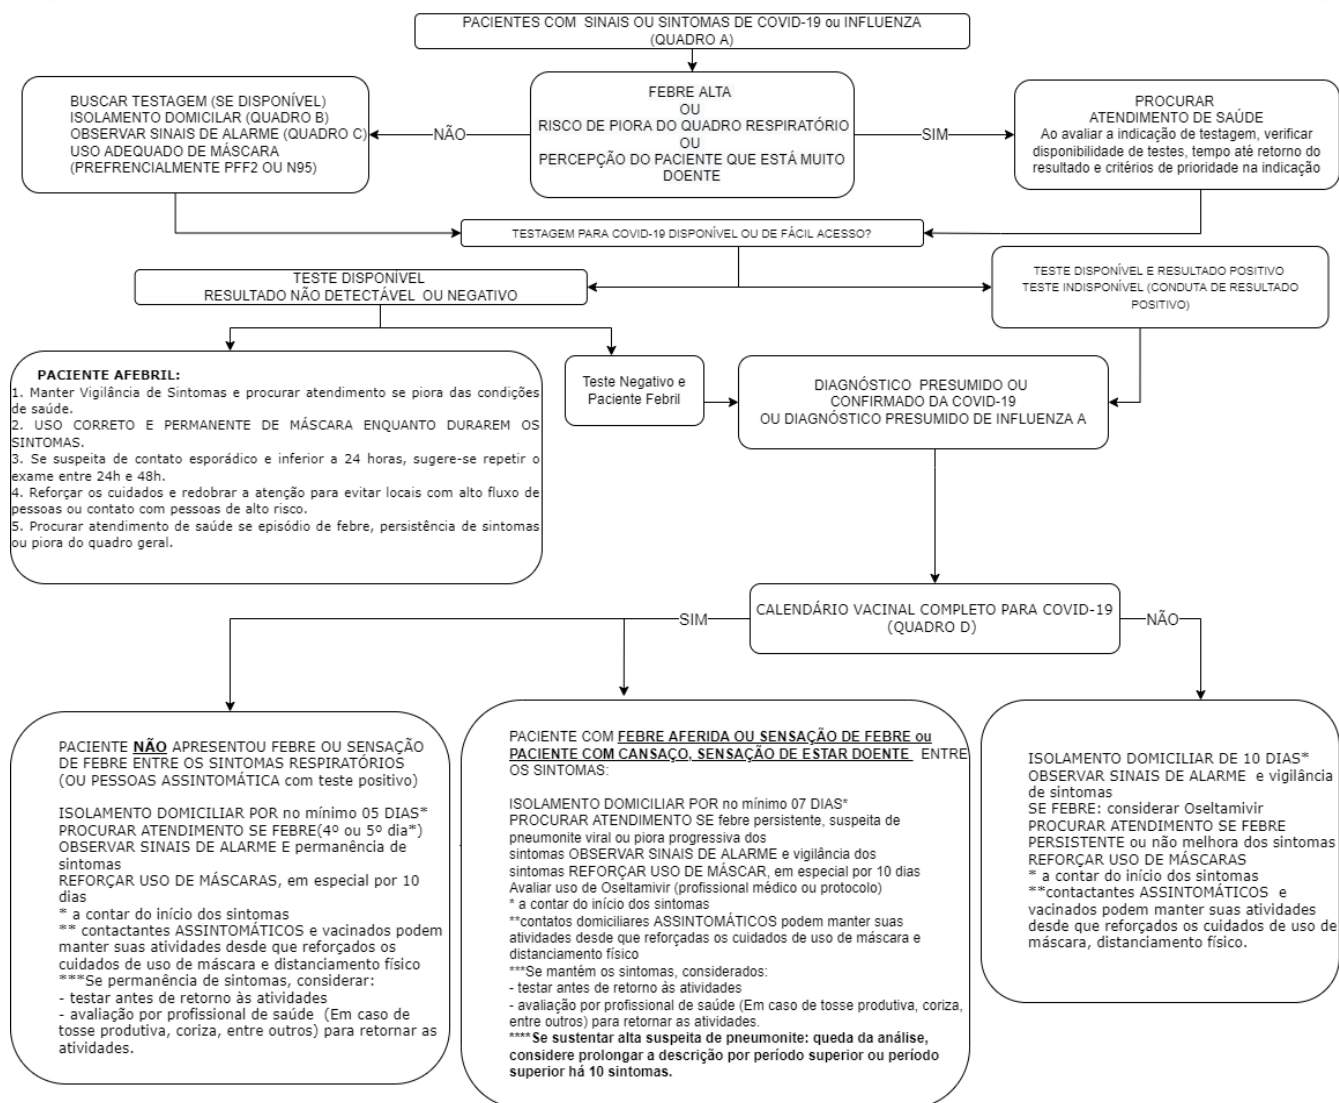 PACIENTES COM SINAIS OU SINTOMAS DE COVID-19 ou INFLUENZA
(QUADRO A)
BUSCAR TESTAGEM (SE DISPONÍVEL)
ISOLAMENTO DOMICILAR (QUADRO B)
OBSERVAR SINAIS DE ALARME (QUADRO C)
USO ADEQUADO DE MÁSCARA
(PREFRENCIALMENTE PFF2 OU N95)
NÃO
FEBRE ALTA
OU
RISCO DE PIORA DO QUADRO RESPIRATÓRIO
OU
PERCEPÇÃO DO PACIENTE QUE ESTÁ MUITO
DOENTE
SIM
PROCURAR
ATENDIMENTO DE SAÚDE
Ao avaliar a indicação de testagem, verificar
disponibilidade de testes, tempo até retorno do
resultado e critérios de prioridade na indicação
TESTAGEM PARA COVID-19 DISPONÍVEL OU DE FÁCIL ACESSO?
TESTE DISPONÍVEL
RESULTADO NÃO DETECTÁVEL OU NEGATIVO
TESTE DISPONÍVEL E RESULTADO POSITIVO
TESTE INDISPONÍVEL (CONDUTA DE RESULTADO
POSITIVO)
PACIENTE AFEBRIL:
1. Manter Vigilância de Sintomas e procurar atendimento se piora das condições
de saúde.
2. USO CORRETO E PERMANENTE DE MÁSCARA ENQUANTO DURAREM OS
SINTOMAS.
3. Se suspeita de contato esporádico e inferior a 24 horas, sugere-se repetir o
exame entre 24h e 48h.
4. Reforçar os cuidados e redobrar a atenção para evitar locais com alto fluxo de
pessoas ou contato com pessoas de alto risco.
5. Procurar atendimento de saúde se episódio de febre, persistência de sintomas
ou piora do quadro geral.
Teste Negativo e
Paciente Febril
DIAGNÓSTICO PRESUMIDO OU
CONFIRMADO DA COVID-19
OU DIAGNÓSTICO PRESUMIDO DE INFLUENZA A
SIM
CALENDÁRIO VACINAL COMPLETO PARA COVID-19
(QUADRO D)
NÃO
PACIENTE NÃO APRESENTOU FEBRE OU SENSAÇÃO
DE FEBRE ENTRE OS SINTOMAS RESPIRATÓRIOS
(OU PESSOAS ASSINTOMÁTICA com teste positivo)
ISOLAMENTO DOMICILIAR POR no mínimo 05 DIAS*
PROCURAR ATENDIMENTO SE FEBRE(4º ou 5º dia*)
OBSERVAR SINAIS DE ALARME E permanência de
sintomas
REFORÇAR USO DE MÁSCARAS, em especial por 10
dias
* a contar do início dos sintomas
** contactantes ASSINTOMÁTICOS e vacinados podem
manter suas atividades desde que reforçados os
cuidados de uso de máscara e distanciamento físico
***Se permanência de sintomas, considerar:
- testar antes de retorno às atividades
- avaliação por profissional de saúde (Em caso de
tosse produtiva, coriza, entre outros) para retornar as
atividades.
PACIENTE COM FEBRE AFERIDA OU SENSAÇÃO DE FEBRE ou
PACIENTE COM CANSAÇO, SENSAÇÃO DE ESTAR DOENTE ENTRE
OS SINTOMAS:
ISOLAMENTO DOMICILIAR POR no mínimo 07 DIAS*
PROCURAR ATENDIMENTO SE febre persistente, suspeita de
pneumonite viral ou piora progressiva dos
sintomas OBSERVAR SINAIS DE ALARME e vigilância dos
sintomas REFORÇAR USO DE MÁSCAR, em especial por 10 dias
Avaliar uso de Oseltamivir (profissional médico ou protocolo)
* a contar do início dos sintomas
**contatos domiciliares ASSINTOMÁTICOS podem manter suas
atividades desde que reforçadas os cuidados de uso de máscara e
distanciamento físico
***Se mantém os sintomas, considerados:
- testar antes de retorno às atividades
- avaliação por profissional de saúde (Em caso de tosse produtiva, coriza,
entre outros) para retornar as atividades.
****Se sustentar alta suspeita de pneumonite: queda da análise,
considere prolongar a descrição por período superior ou período
superior há 10 sintomas.
ISOLAMENTO DOMICILIAR DE 10 DIAS*
OBSERVAR SINAIS DE ALARME e vigilância
de sintomas
SE FEBRE: considerar Oseltamivir
PROCURAR ATENDIMENTO SE FEBRE
PERSISTENTE ou não melhora dos sintomas
REFORÇAR USO DE MÁSCARAS
* a contar do início dos sintomas
**contactantes ASSINTOMÁTICOS e
vacinados podem manter suas atividades
desde que reforçados os cuidados de uso de
máscara, distanciamento físico.